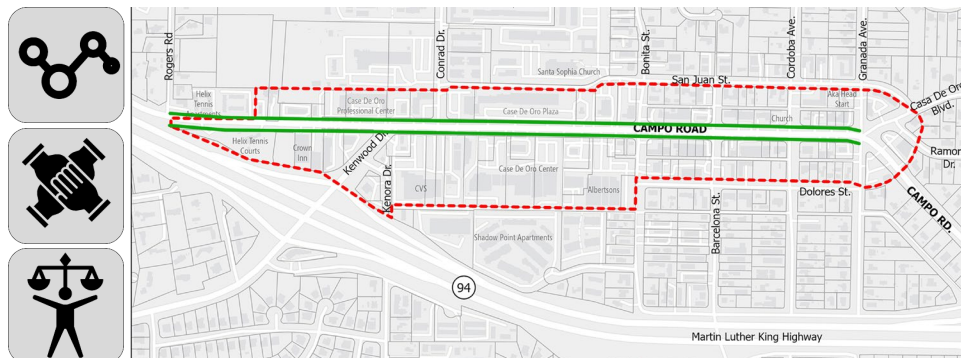 Rogers Rd
Conrad Dr.
Bonita St.
Cordoba Ave.
Granada Ave.
Santa Sophia Church
San Juan St.
Casa De Oro
Blvd.
Helix
Tennis
Case De Oro
Professional Center
Case De Oro Plaza
Aka Head
Start
Church
CAMPO ROAD
Helix Tennis
Courts
Crown
Inn
Kenwood Dr.
Kenora Dr.
CVS
Case De Oro Center
Albertsons
Ramon
Dr.
Dolores St.
Barcelona St.
CAMPO RD.
Shadow Point Apartments
94
Martin Luther King Highway